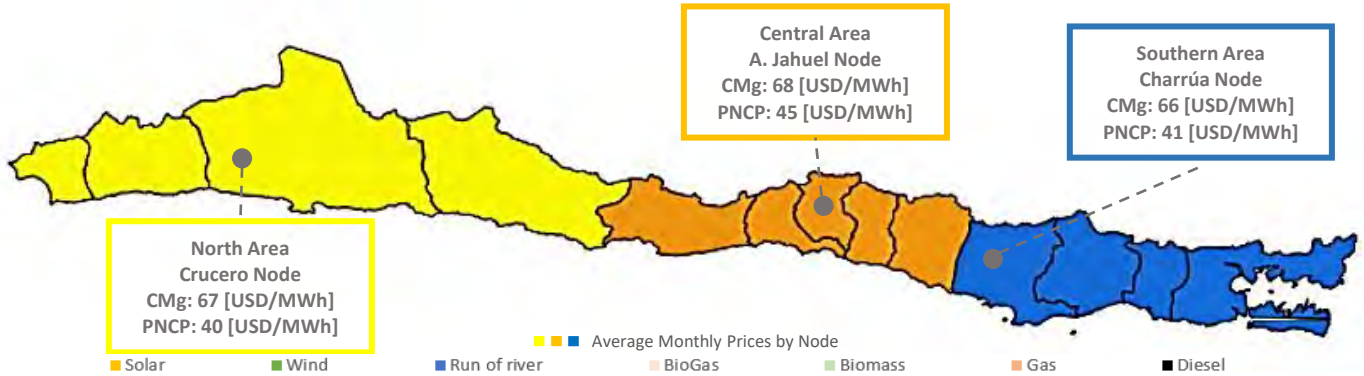 Central Area
A. Jahuel Node
CMg: 68 [USD/MWh]
PNCP: 45 [USD/MWh]
Southern Area
Charrúa Node
CMg: 66 [USD/MWh]
PNCP: 41 [USD/MWh]
North Area
Crucero Node
CMg: 67 [USD/MWh]
PNCP: 40 [USD/MWh]
Average Monthly Prices by Node
Solar Wind Run of river BioGas Biomass Gas Diesel